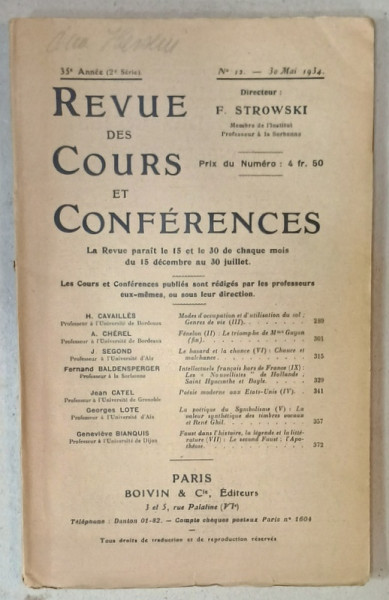 35e Année (2e Série).
No 12. — 30 Mai 1934.
REVUE
DES
COURS
ET
CONFÉRENCES
Directeur :
F. STROWSKI
Membre de l'Institut
Professeur à la Sorbonne
Prix du Numéro : 4 fr. 50
La Revue paraît le 15 et le 30 de chaque mois
du 15 décembre au 30 juillet.
Les Cours et Conférences publiés sont rédigés par les professeurs
eux-mêmes, ou sous leur direction.
H. CAVAILLÈS
Professeur à l'Université de Bordeaux
Modes d'occupation et d'utilisation du sol ;
Genres de vie (III). 289
A. CHÉREL
Professeur à l'Université de Bordeaux
Fénelon (II) : Le triomphe de Mme Guyon
(fin). 301
J. SEGOND
Professeur à l'Université d'Aix
Le hasard et la chance (VI) : Chance et
malchance. 315
Fernand BALDENSPERGER
Professeur à la Sorbonne
Intellectuels français hors de France (IX) :
Les « Nouvellistes » de Hollande,
Saint Hyacinthe et Bayle. 329
Jean CATEL
Professeur à l'Université de Grenoble
Poésie moderne aux Etats-Unis (IV). 341
Georges LOTE
Professeur à l'Université d'Aix
La poétique du Symbolisme (V) : La
valeur synthétique des timbres vocaux
et René Ghil. 357
Geneviève BIANQUIS
Professeur à l'Université de Dijon
Faust dans l'histoire, la légende et la litté-
rature (VII) : Le second Faust ; l'Apo-
théose. 372
PARIS
BOIVIN & Cie, Éditeurs
3 et 5, rue Palatine (VIe)
Téléphone : Danton 01-82. — Compte chèques postaux Paris no 1604
Tous droits de traduction et de reproduction réservés